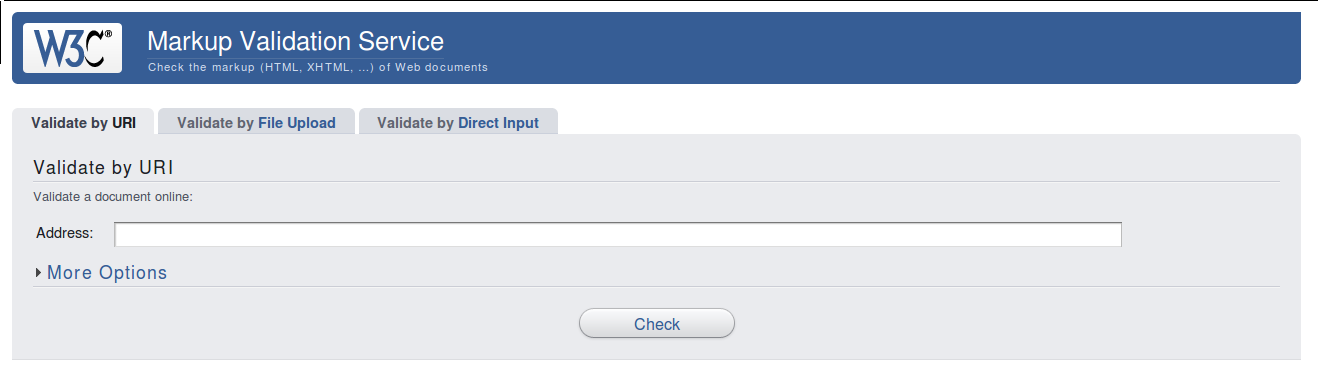 W3C®
Markup Validation Service
Check the markup (HTML, XHTML, ...) of Web documents
Validate by URI
Validate by File Upload
Validate by Direct Input
Validate by URI
Validate a document online:
Address:
More Options
Check